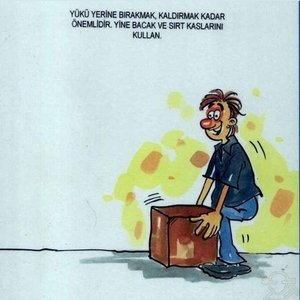 YÜKÜ YERİNE BIRAKMAK, KALDIRMAK KADAR
ÖNEMLİDİR. YİNE BACAK VE SIRT KASLARINI
KULLAN.